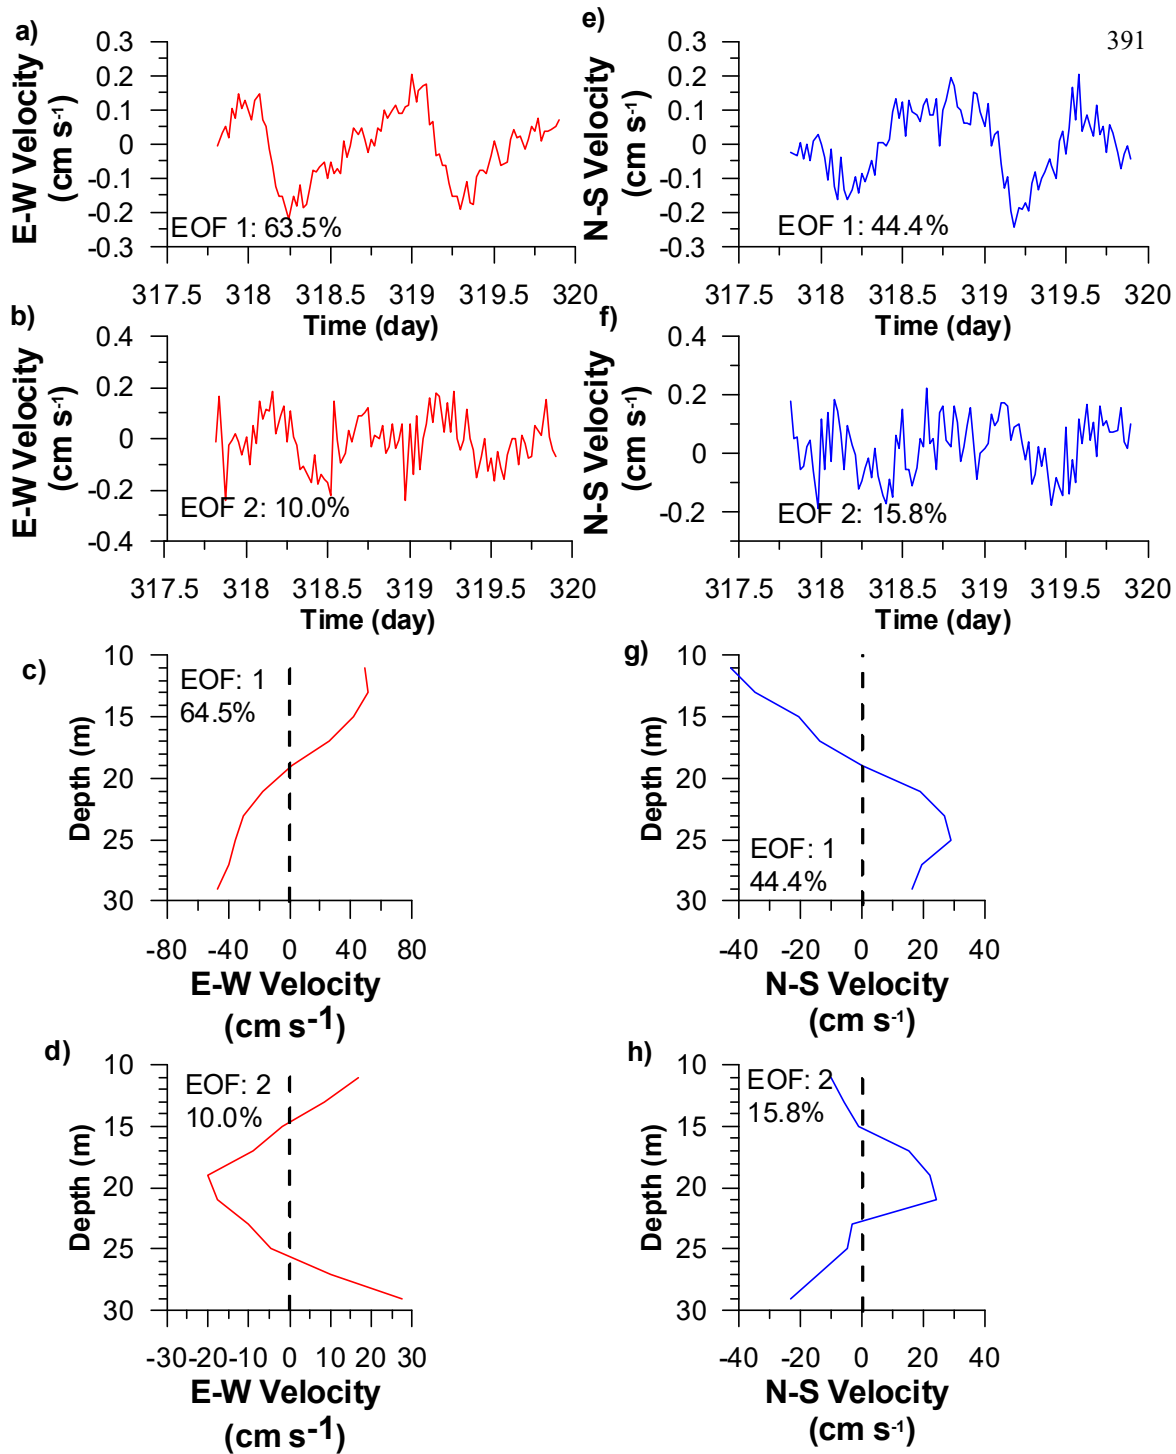 391
a)
E-W Velocity
(cm s-1)
0.3
0.2
0.1
0
-0.1
-0.2
-0.3
EOF 1: 63.5%
317.5 318 318.5 319 319.5 320
Time (day)
e)
N-S Velocity
(cm s-1)
0.3
0.2
0.1
0
-0.1
-0.2
-0.3
EOF 1: 44.4%
317.5 318 318.5 319 319.5 320
Time (day)
b)
E-W Velocity
(cm s-1)
0.4
0.2
0
-0.2
-0.4
EOF 2: 10.0%
317.5 318 318.5 319 319.5 320
Time (day)
f)
N-S Velocity
(cm s-1)
0.4
0.2
0
-0.2
EOF 2: 15.8%
317.5 318 318.5 319 319.5 320
Time (day)
c)
Depth (m)
10
15
20
25
30
EOF: 1
64.5%
-80 -40 0 40 80
E-W Velocity
(cm s-1)
g)
Depth (m)
10
15
20
25
30
EOF: 1
44.4%
-40 -20 0 20 40
N-S Velocity
(cm s-1)
d)
Depth (m)
10
15
20
25
30
EOF: 2
10.0%
-30 -20 -10 0 10 20 30
E-W Velocity
(cm s-1)
h)
Depth (m)
10
15
20
25
30
EOF: 2
15.8%
-40 -20 0 20 40
N-S Velocity
(cm s-1)